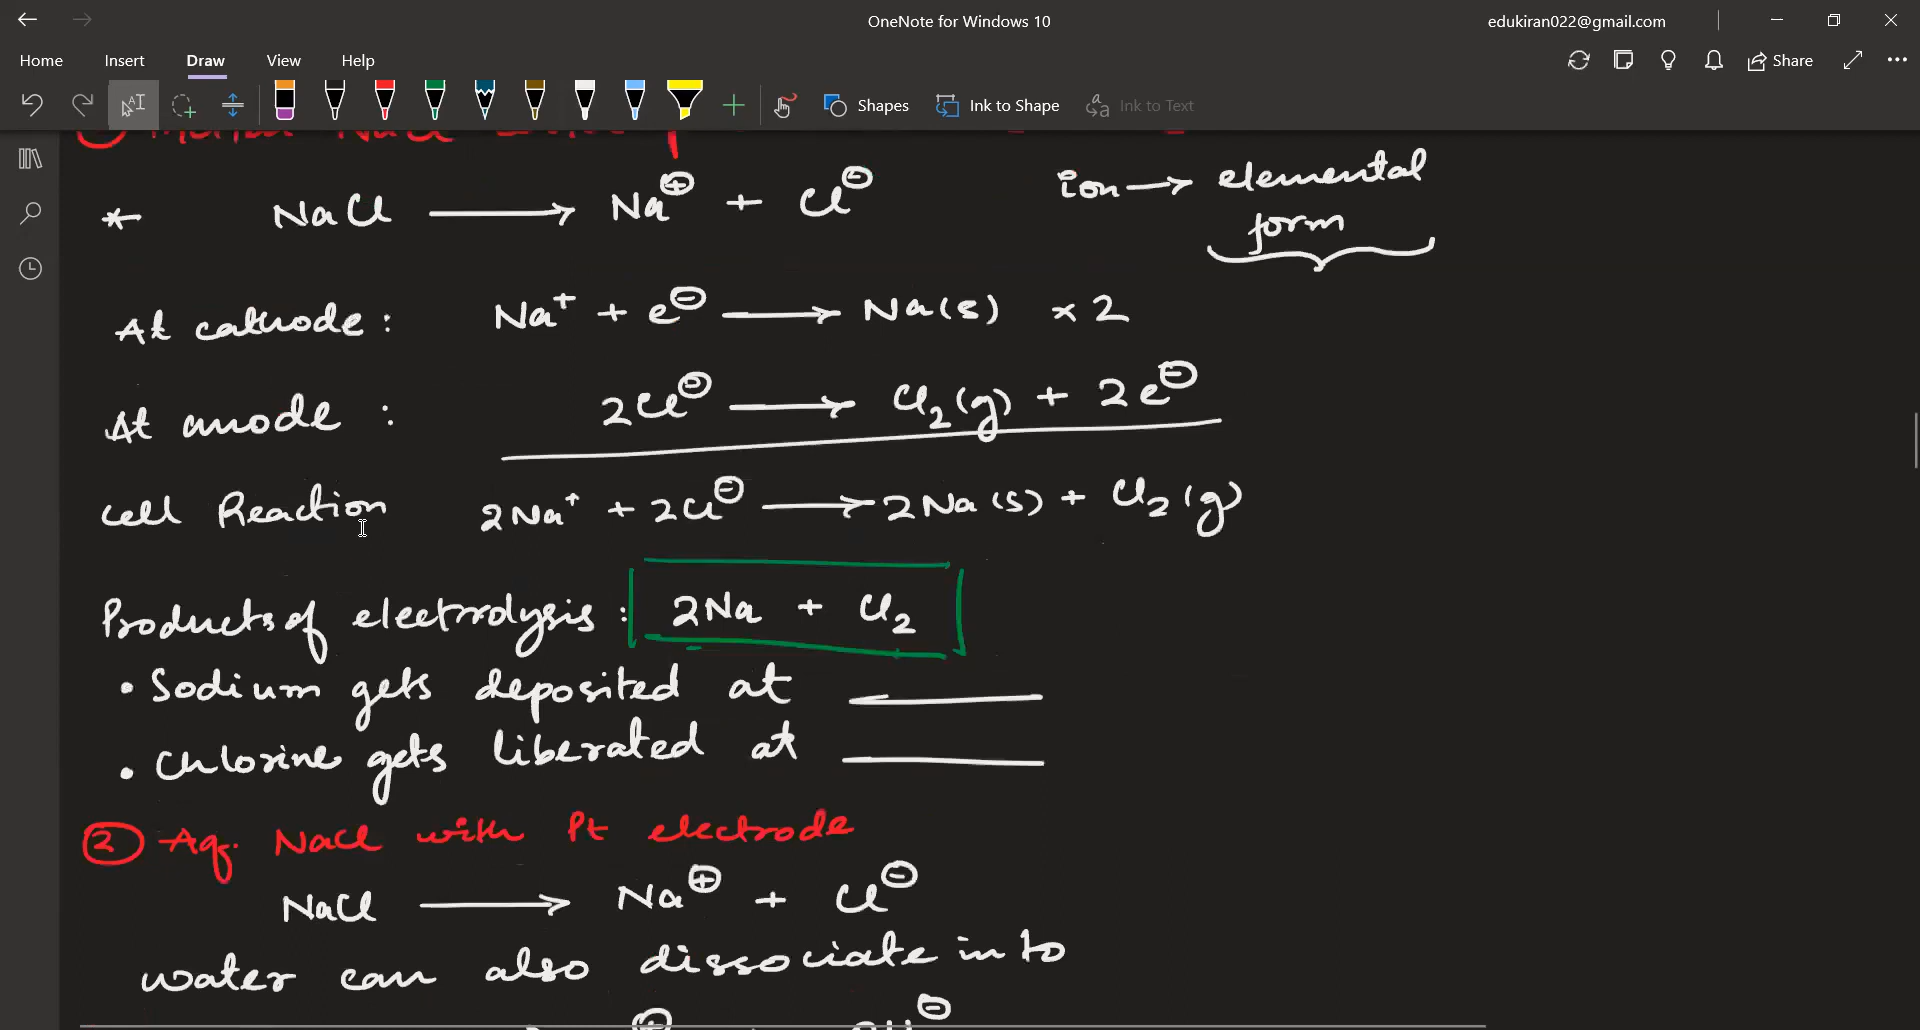 OneNote for Windows 10
edukiran022@gmail.com
Home Insert Draw View Help
Share
Shapes Ink to Shape Ink to Text
NaCl
* NaCl ⟶ Na⊕ + Cl⊖
ion ⟶ elemental
form
At cathode : Na⁺ + e⊖ ⟶ Na(s) × 2
At anode : 2Cl⊖ ⟶ Cl₂(g) + 2e⊖
Cell Reaction 2Na⁺ + 2Cl⊖ ⟶ 2Na(s) + Cl₂(g)
Products of electrolysis : 2Na + Cl₂
• Sodium gets deposited at ______
• Chlorine gets liberated at ______
② Aq. NaCl with Pt electrode
NaCl ⟶ Na⊕ + Cl⊖
water can also dissociate in to